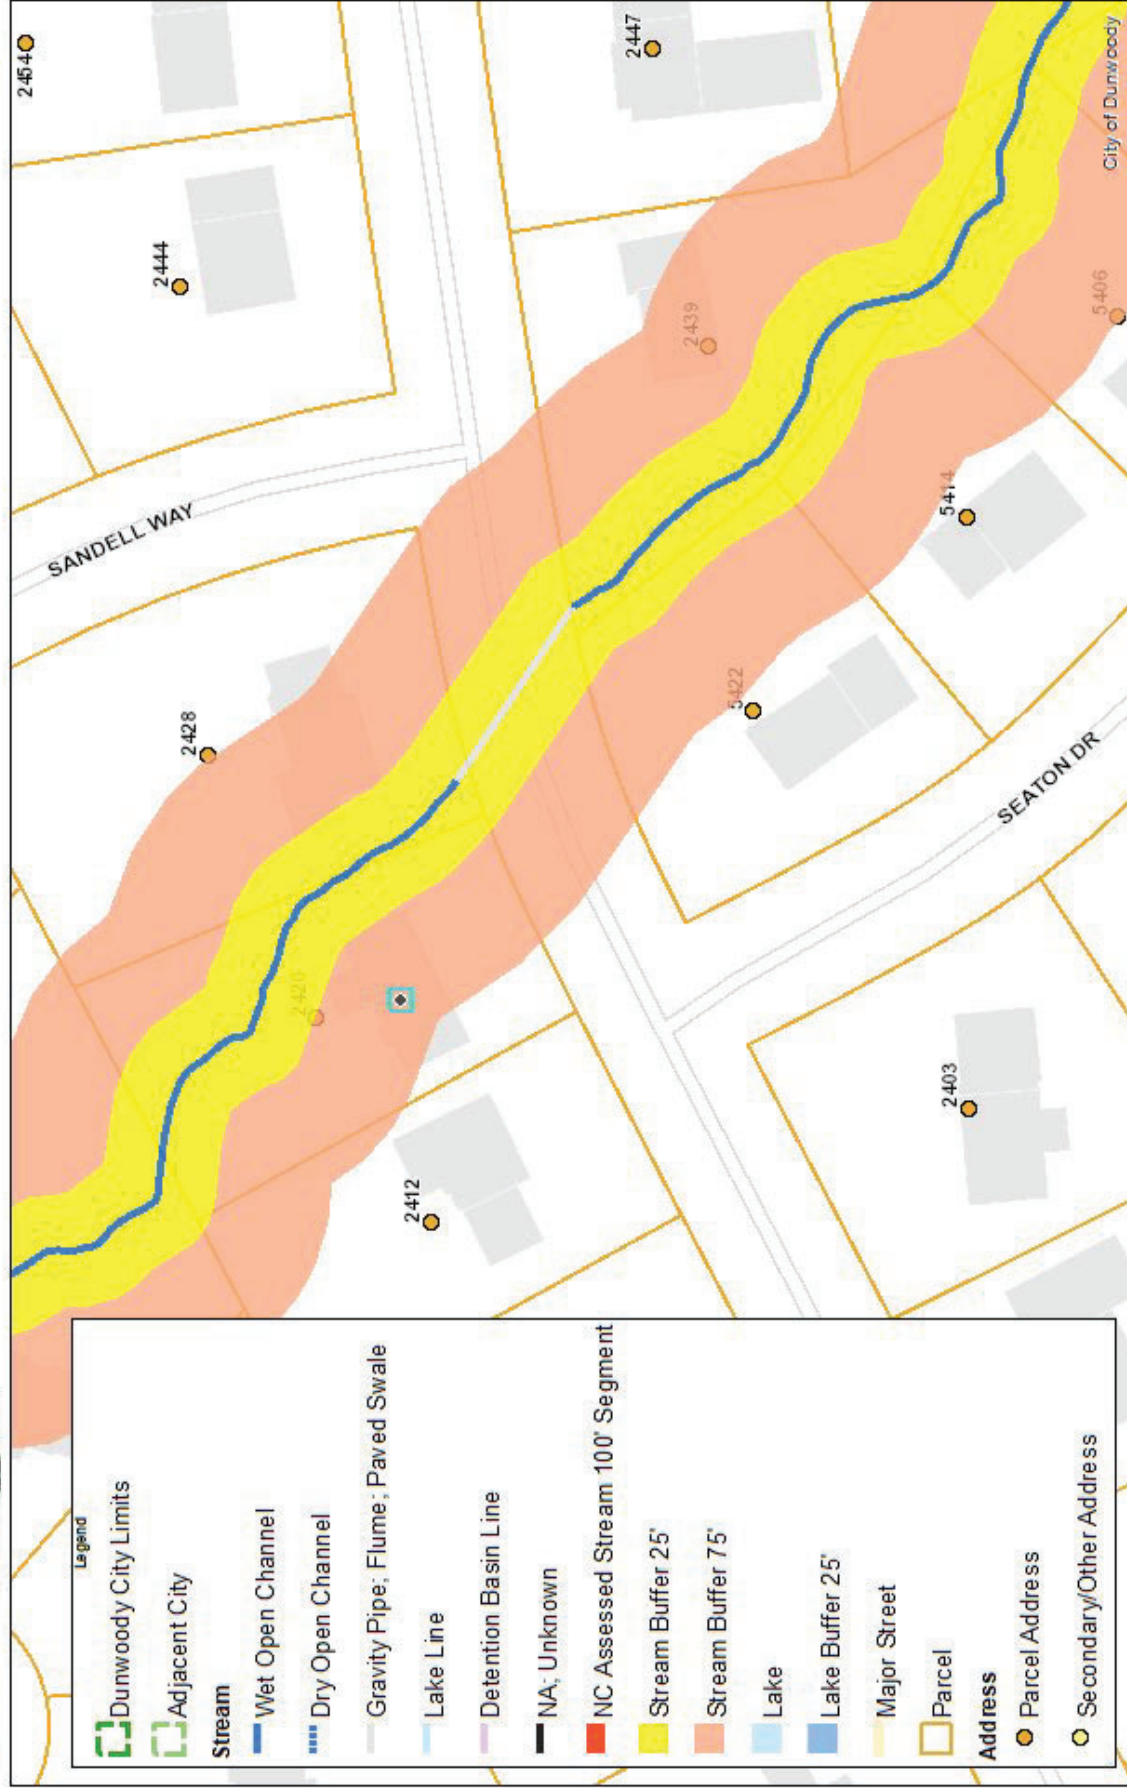 Legend
Dunwoody City Limits
Adjacent City
Stream
Wet Open Channel
Dry Open Channel
Gravity Pipe; Flume; Paved Swale
Lake Line
Detention Basin Line
NA; Unknown
NC Assessed Stream 100' Segment
Stream Buffer 25'
Stream Buffer 75'
Lake
Lake Buffer 25'
Major Street
Parcel
Address
Parcel Address
Secondary/Other Address
2454
2444
2447
SANDELL WAY
2439
2428
5406
5414
5422
2420
SEATON DR
2412
2403
City of Dunwoody